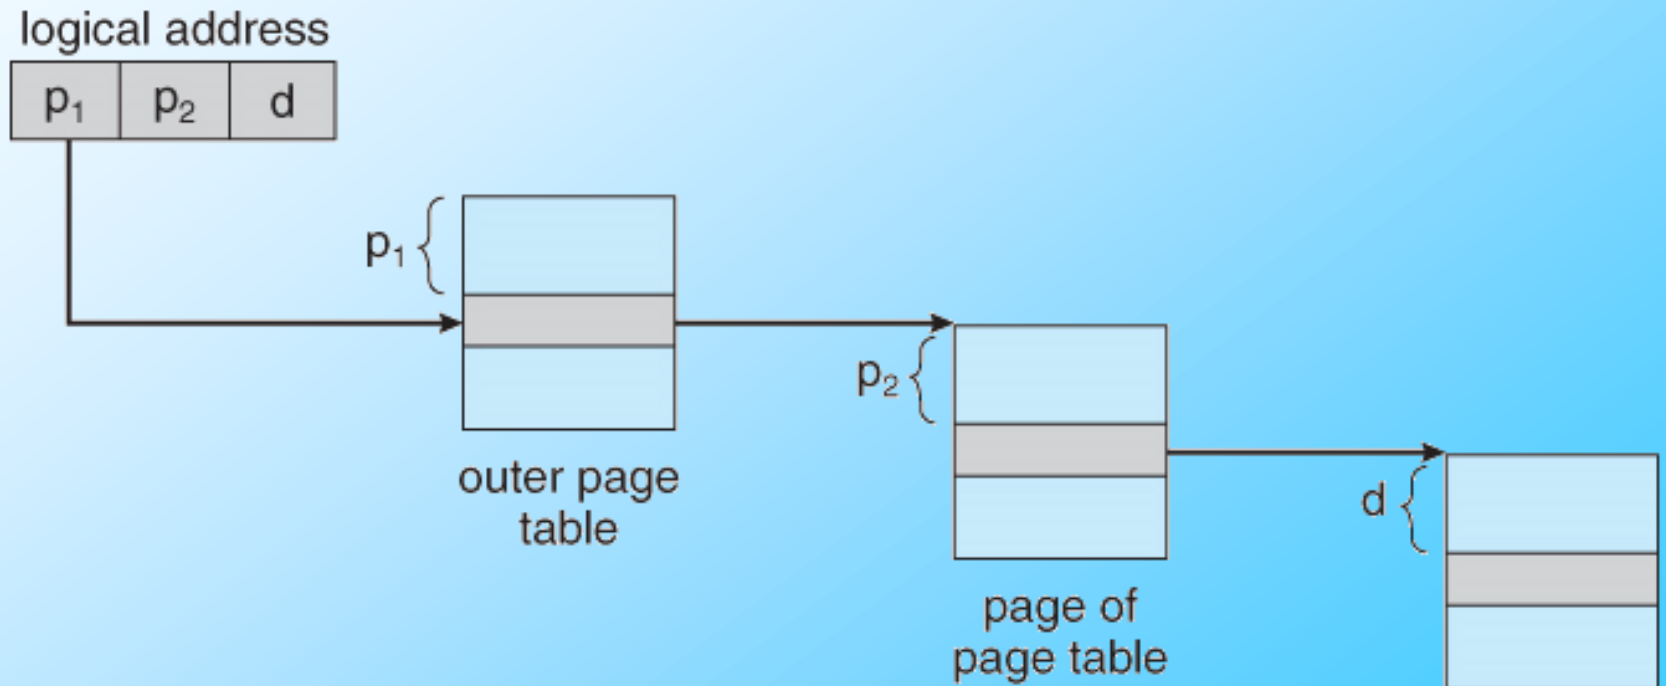 logical address
p₁ p₂ d
p₁
outer page
table
p₂
page of
page table
d